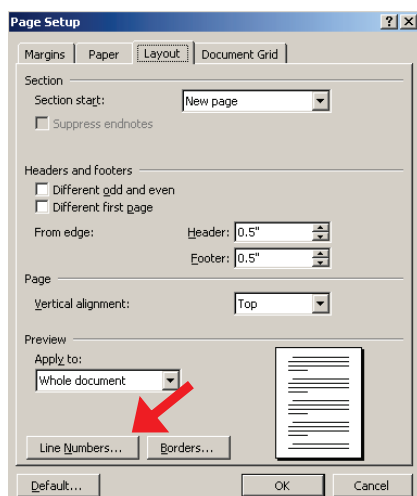 Page Setup
Margins Paper Layout Document Grid
Section
Section start: New page
Suppress endnotes
Headers and footers
Different odd and even
Different first page
From edge: Header: 0.5"
Footer: 0.5"
Page
Vertical alignment: Top
Preview
Apply to:
Whole document
Line Numbers... Borders...
Default... OK Cancel